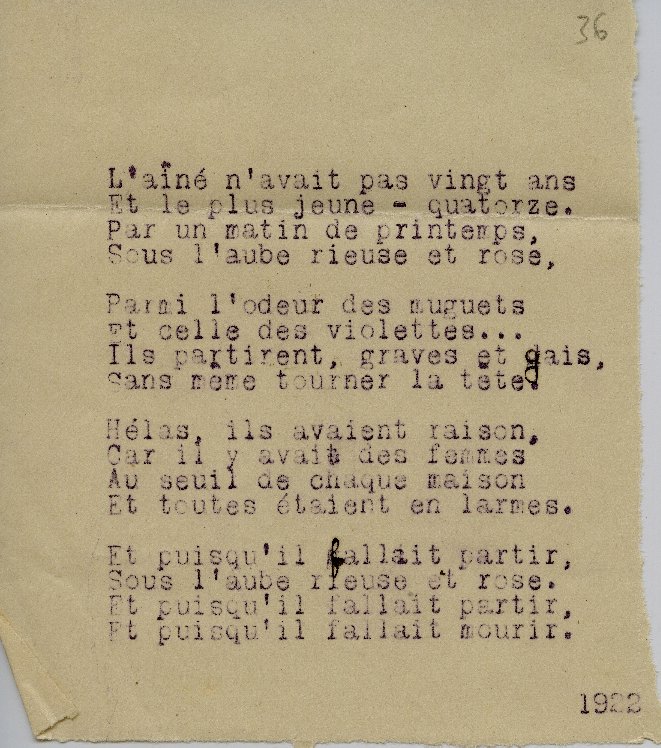 36
L'aîné n'avait pas vingt ans
Et le plus jeune - quatorze.
Par un matin de printemps,
Sous l'aube rieuse et rose,
Parmi l'odeur des muguets
Et celle des violettes...
Ils partirent, graves et gais,
Sans même tourner la tête.
Hélas, ils avaient raison,
Car il y avait des femmes
Au seuil de chaque maison
Et toutes étaient en larmes.
Et puisqu'il fallait partir,
Sous l'aube rieuse et rose.
Et puisqu'il fallait partir,
Et puisqu'il fallait mourir.
1922